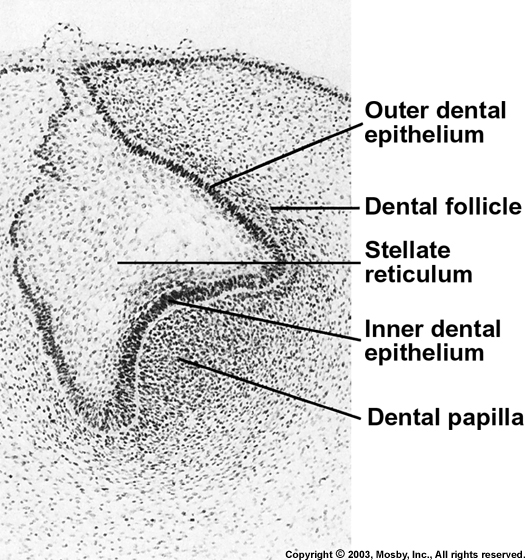 Outer dental
epithelium
Dental follicle
Stellate
reticulum
Inner dental
epithelium
Dental papilla
Copyright © 2003, Mosby, Inc., All rights reserved.